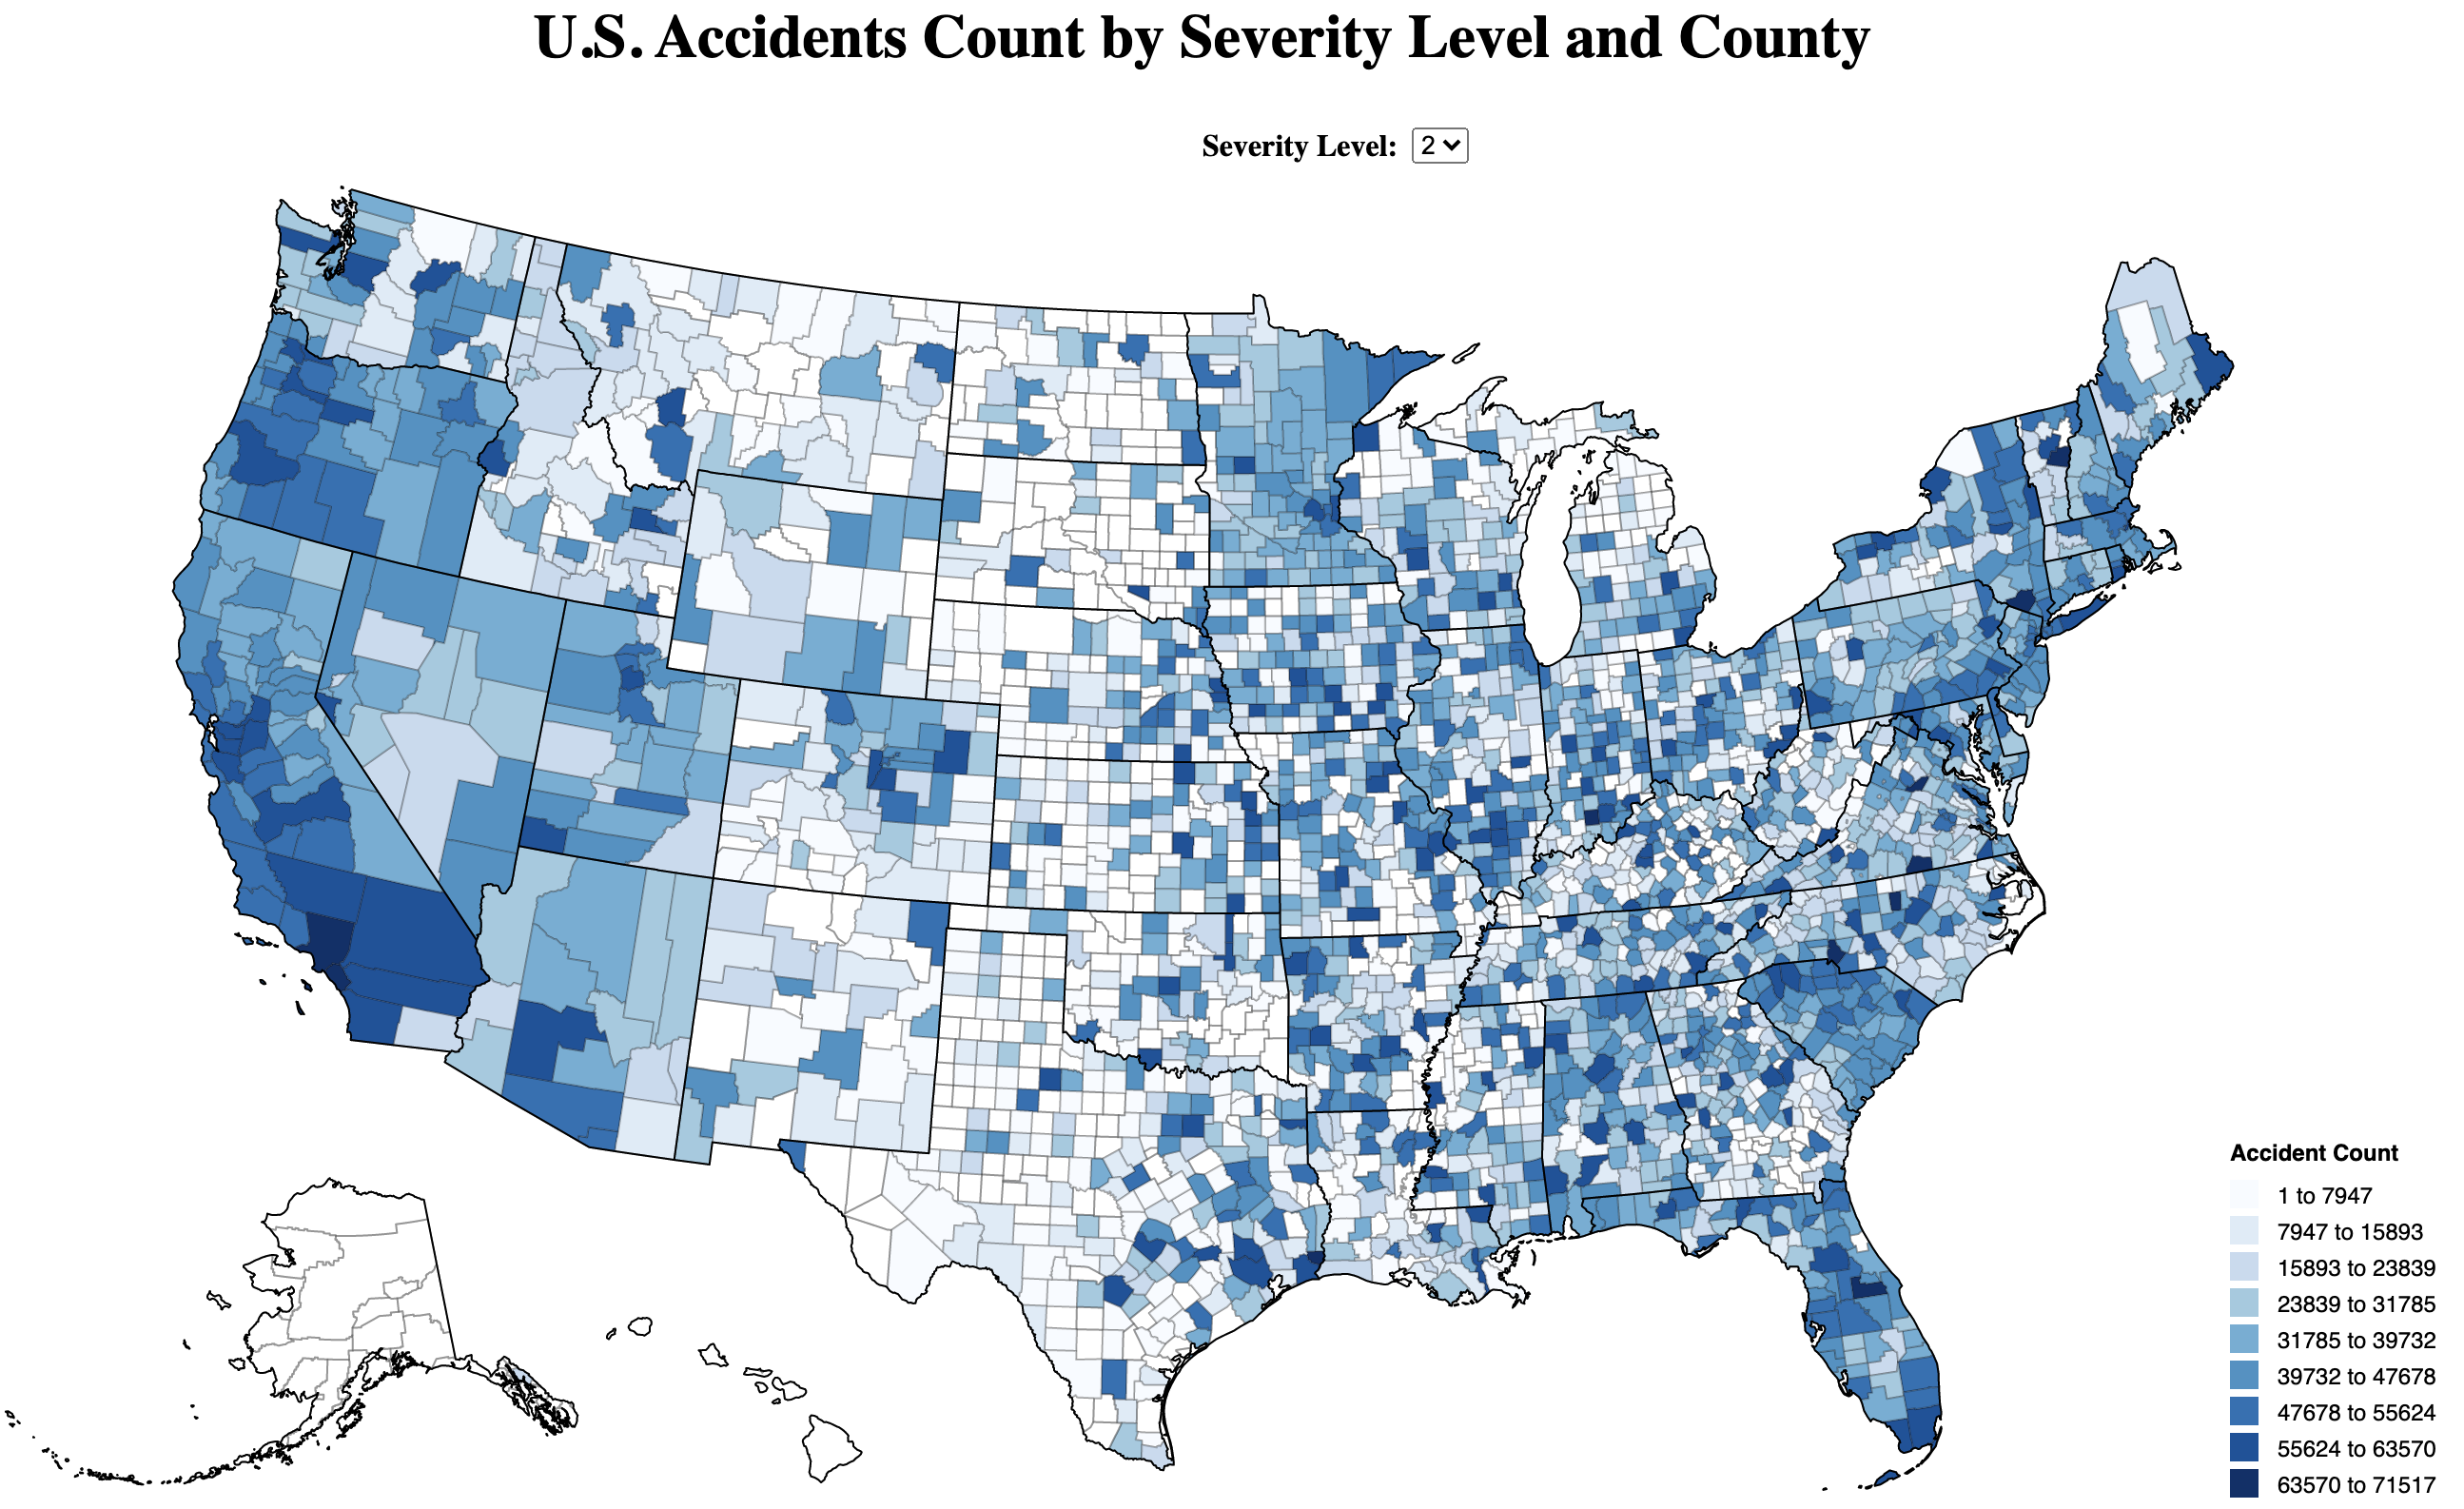 U.S. Accidents Count by Severity Level and County
Severity Level: 2
Accident Count
1 to 7947
7947 to 15893
15893 to 23839
23839 to 31785
31785 to 39732
39732 to 47678
47678 to 55624
55624 to 63570
63570 to 71517